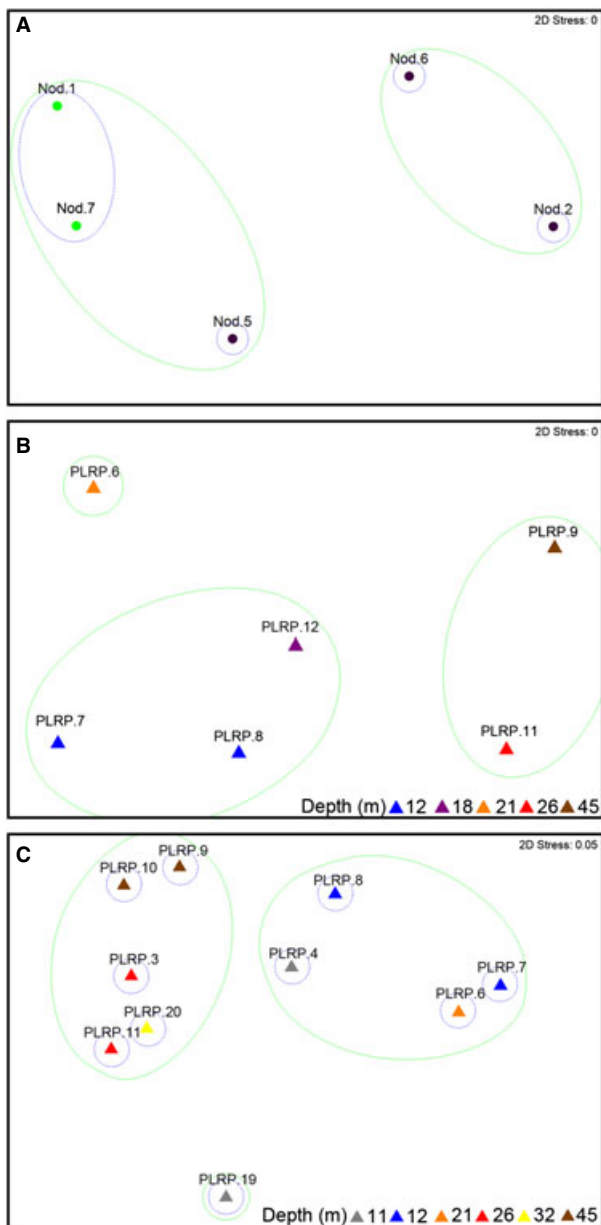 A
2D Stress: 0
Nod.6
Nod.1
Nod.7
Nod.2
Nod.5
B
2D Stress: 0
PLRP.6
PLRP.9
PLRP.12
PLRP.7
PLRP.8
PLRP.11
Depth (m) 12 18 21 26 45
C
2D Stress: 0.05
PLRP.9
PLRP.10
PLRP.8
PLRP.3
PLRP.4
PLRP.7
PLRP.6
PLRP.20
PLRP.11
PLRP.19
Depth (m) 11 12 21 26 32 45